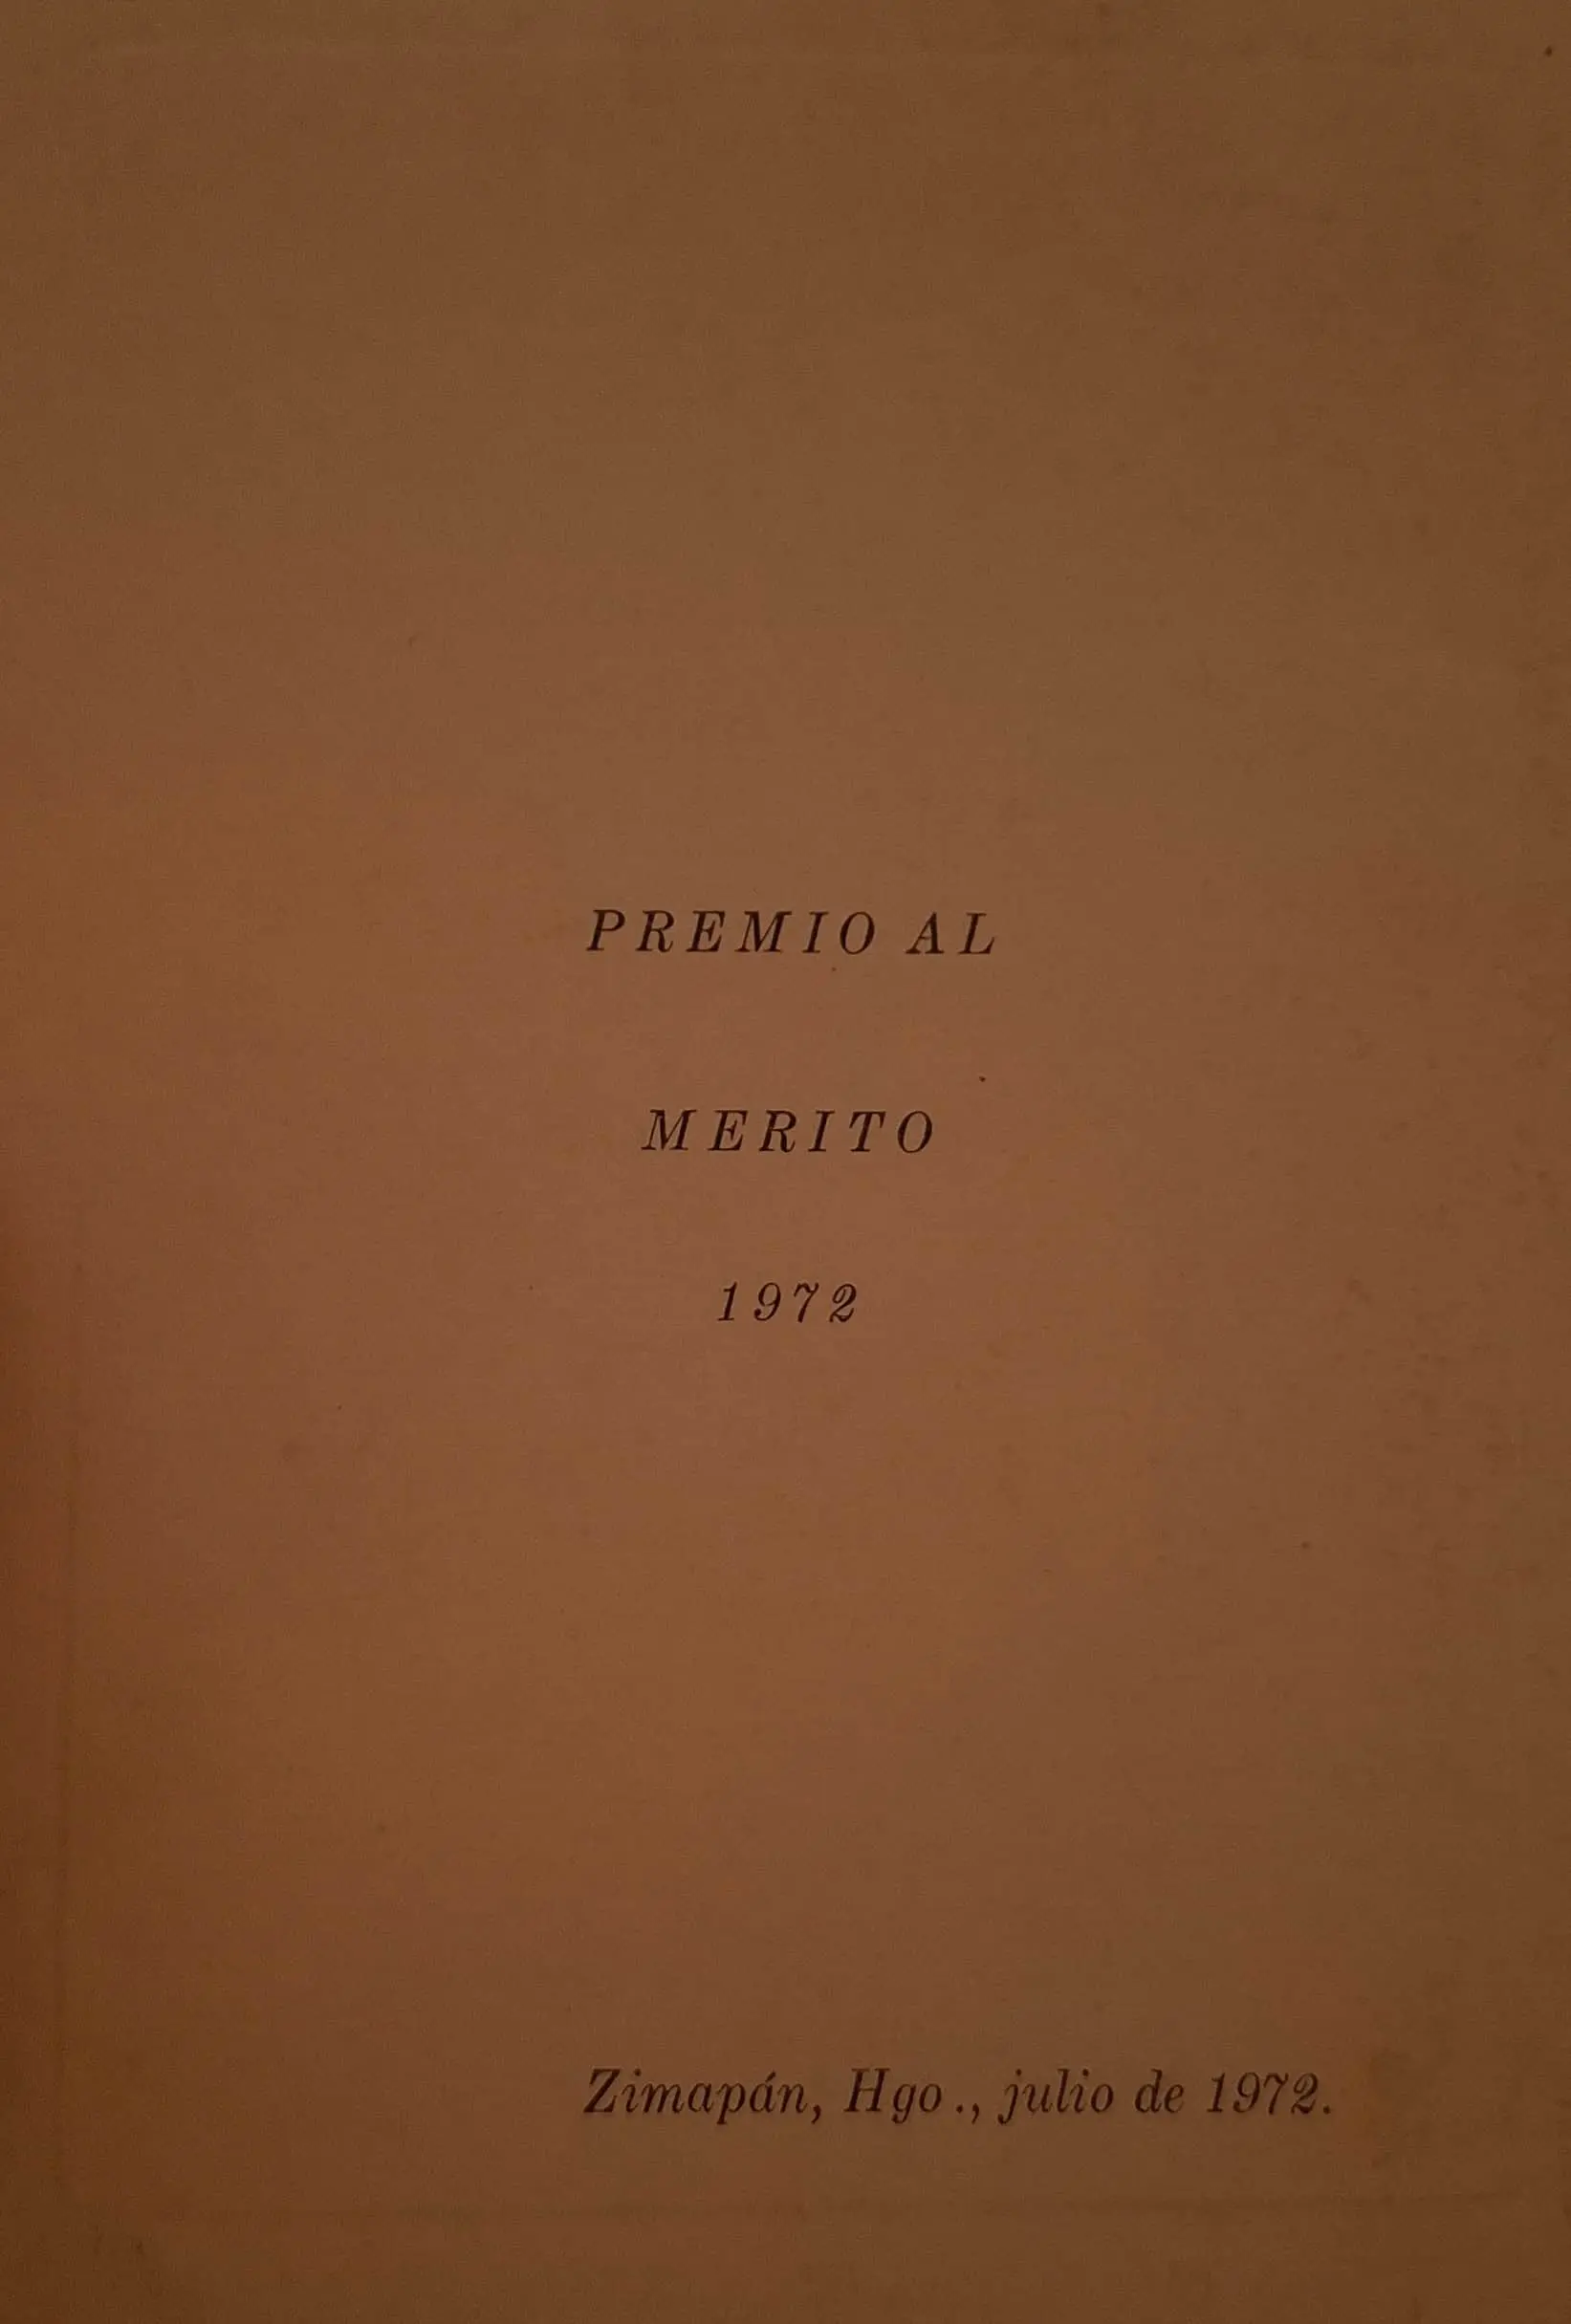 PREMIO AL
MERITO
1972
Zimapán, Hgo., julio de 1972.